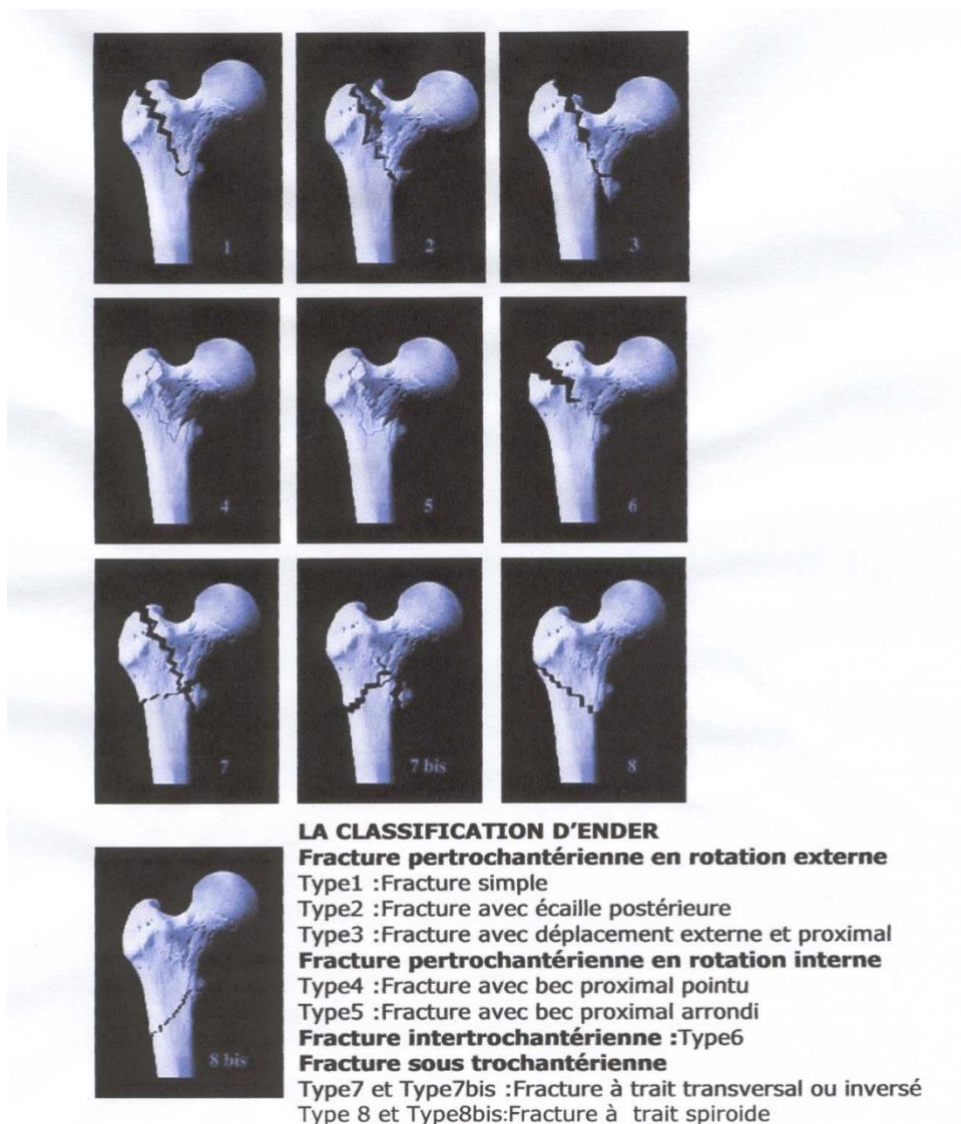 1
2
3
4
5
6
7
7 bis
8
8 bis
LA CLASSIFICATION D'ENDER
Fracture pertrochantérienne en rotation externe
Type1 :Fracture simple
Type2 :Fracture avec écaille postérieure
Type3 :Fracture avec déplacement externe et proximal
Fracture pertrochantérienne en rotation interne
Type4 :Fracture avec bec proximal pointu
Type5 :Fracture avec bec proximal arrondi
Fracture intertrochantérienne :Type6
Fracture sous trochantérienne
Type7 et Type7bis :Fracture à trait transversal ou inversé
Type 8 et Type8bis:Fracture à trait spiroide